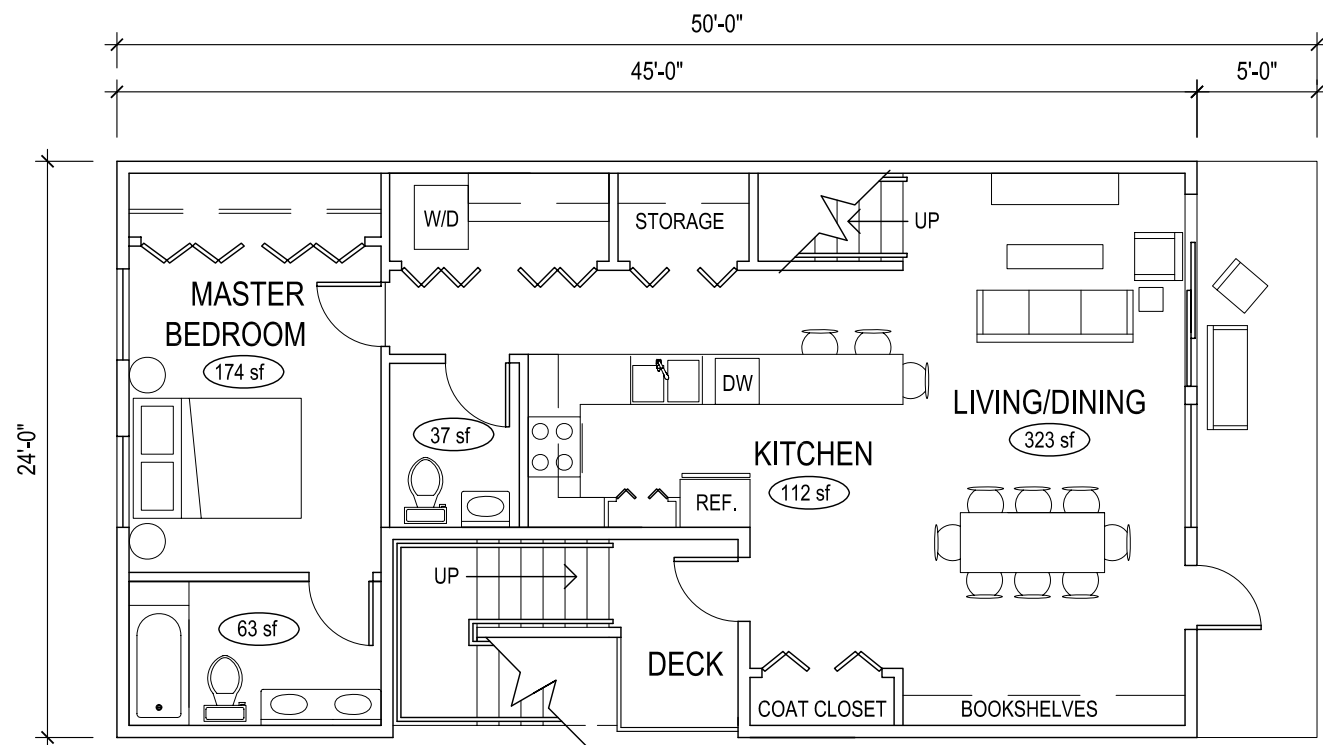 50'-0"
45'-0"
5'-0"
24'-0"
W/D
STORAGE
UP
MASTER
BEDROOM
174 sf
DW
LIVING/DINING
323 sf
37 sf
KITCHEN
112 sf
REF.
UP
63 sf
DECK
COAT CLOSET
BOOKSHELVES